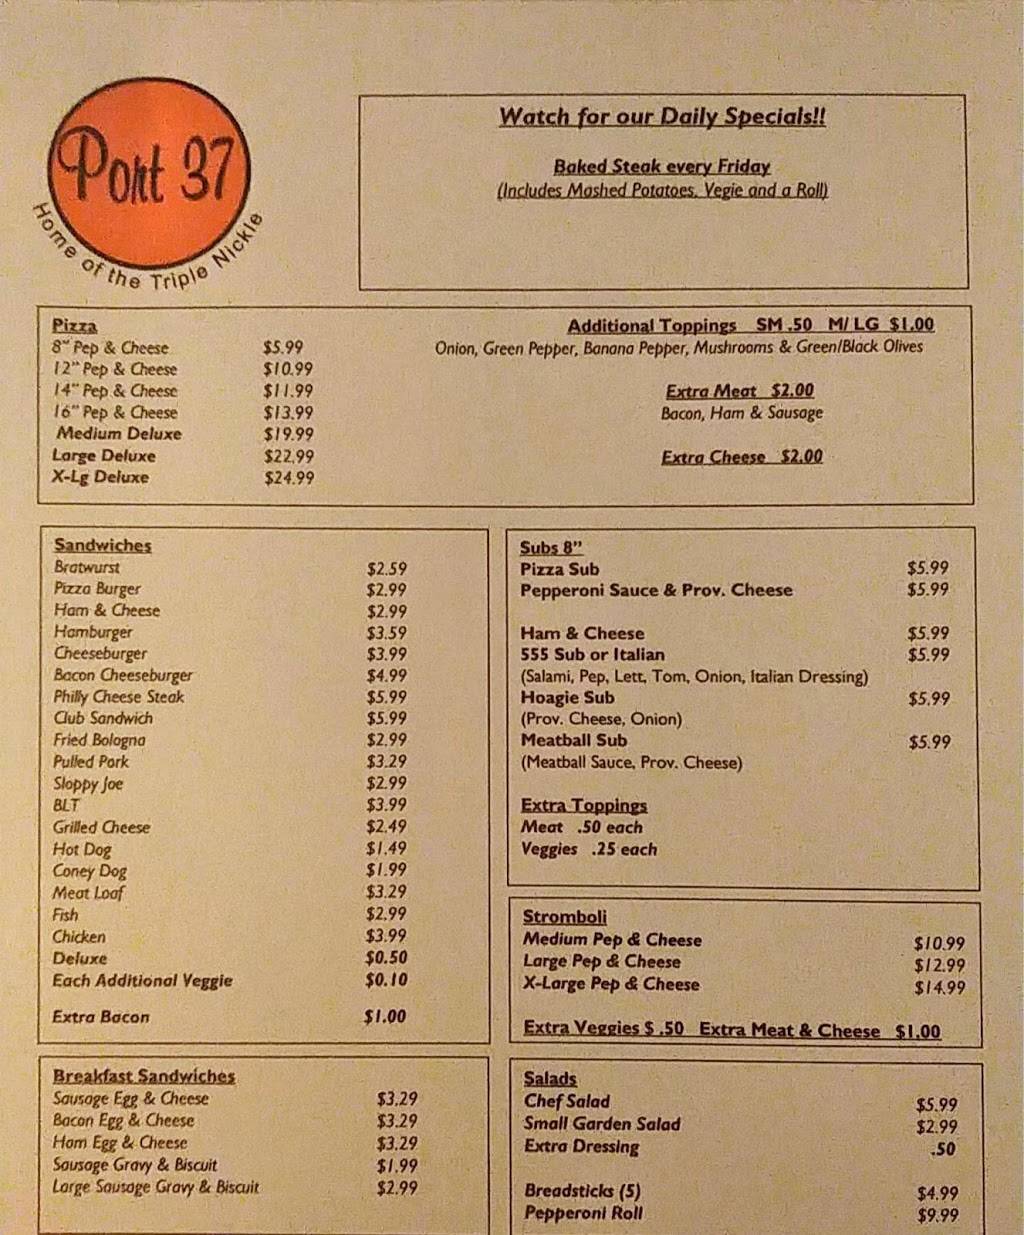 Port 37
Home of the Triple Nickle
Watch for our Daily Specials!!
Baked Steak every Friday
(Includes Mashed Potatoes, Vegie and a Roll)
Pizza
8" Pep & Cheese $5.99
12" Pep & Cheese $10.99
14" Pep & Cheese $11.99
16" Pep & Cheese $13.99
Medium Deluxe $19.99
Large Deluxe $22.99
X-Lg Deluxe $24.99
Additional Toppings SM .50 M/ LG $1.00
Onion, Green Pepper, Banana Pepper, Mushrooms & Green/Black Olives
Extra Meat $2.00
Bacon, Ham & Sausage
Extra Cheese $2.00
Sandwiches
Bratwurst $2.59
Pizza Burger $2.99
Ham & Cheese $2.99
Hamburger $3.59
Cheeseburger $3.99
Bacon Cheeseburger $4.99
Philly Cheese Steak $5.99
Club Sandwich $5.99
Fried Bologna $2.99
Pulled Pork $3.29
Sloppy Joe $2.99
BLT $3.99
Grilled Cheese $2.49
Hot Dog $1.49
Coney Dog $1.99
Meat Loaf $3.29
Fish $2.99
Chicken $3.99
Deluxe $0.50
Each Additional Veggie $0.10
Extra Bacon $1.00
Subs 8"
Pizza Sub $5.99
Pepperoni Sauce & Prov. Cheese $5.99
Ham & Cheese $5.99
555 Sub or Italian $5.99
(Salami, Pep, Lett, Tom, Onion, Italian Dressing)
Hoagie Sub $5.99
(Prov. Cheese, Onion)
Meatball Sub $5.99
(Meatball Sauce, Prov. Cheese)
Extra Toppings
Meat .50 each
Veggies .25 each
Stromboli
Medium Pep & Cheese $10.99
Large Pep & Cheese $12.99
X-Large Pep & Cheese $14.99
Extra Veggies $ .50 Extra Meat & Cheese $1.00
Breakfast Sandwiches
Sausage Egg & Cheese $3.29
Bacon Egg & Cheese $3.29
Ham Egg & Cheese $3.29
Sausage Gravy & Biscuit $1.99
Large Sausage Gravy & Biscuit $2.99
Salads
Chef Salad $5.99
Small Garden Salad $2.99
Extra Dressing .50
Breadsticks (5) $4.99
Pepperoni Roll $9.99